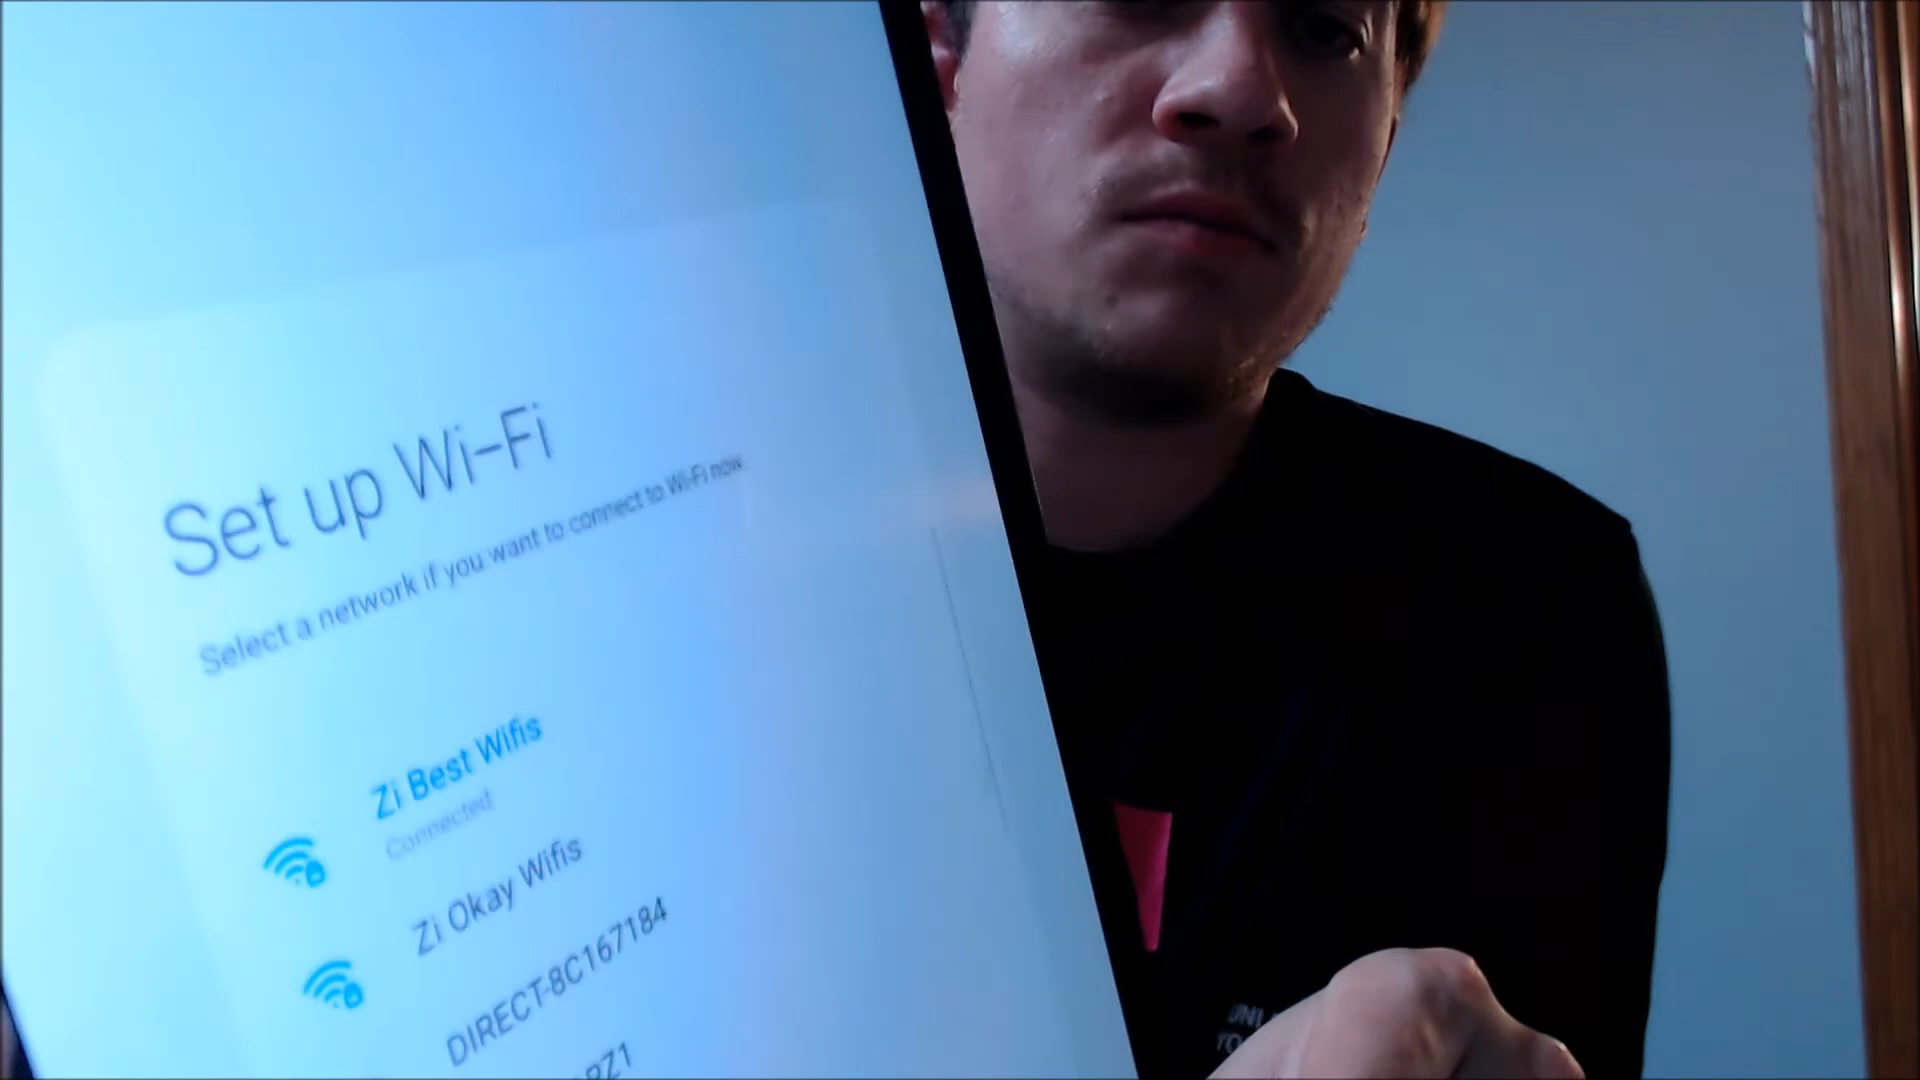 Set up Wi-Fi
Select a network if you want to connect to Wi-Fi now.
Zi Best Wifis
Connected
Zi Okay Wifis
DIRECT-8C167184